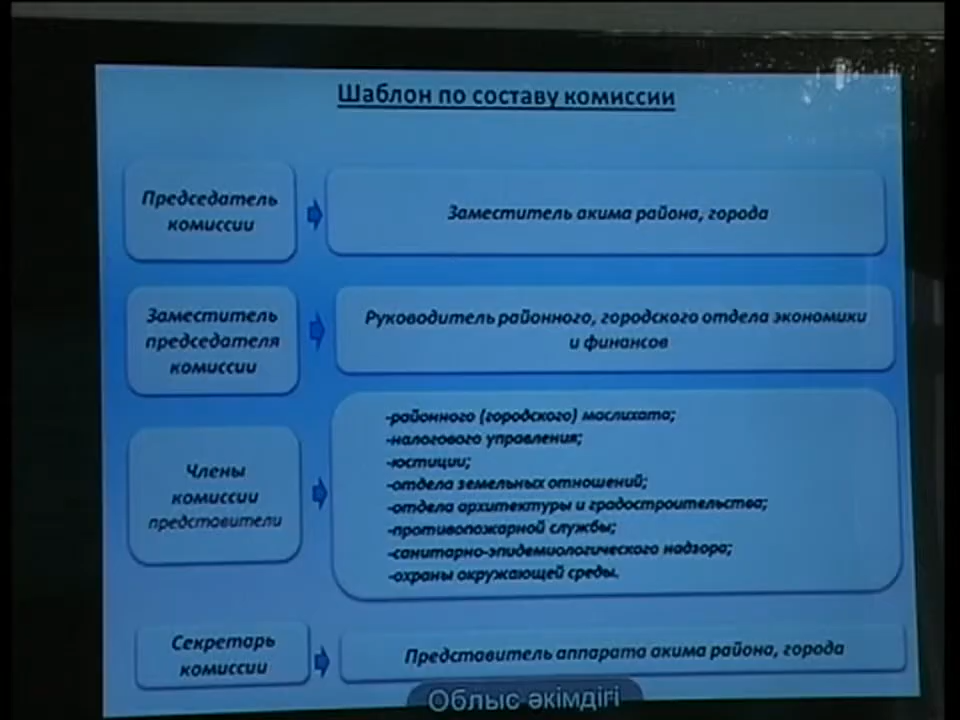 Шаблон по составу комиссии
Председатель
комиссии
Заместитель акима района, города
Заместитель
председателя
комиссии
Руководитель районного, городского отдела экономики
и финансов
Члены
комиссии
представители
-районного (городского) маслихата;
-налогового управления;
-юстиции;
-отдела земельных отношений;
-отдела архитектуры и градостроительства;
-противопожарной службы;
-санитарно-эпидемиологического надзора;
-охраны окружающей среды.
Секретарь
комиссии
Представитель аппарата акима района, города
Облыс әкімдігі